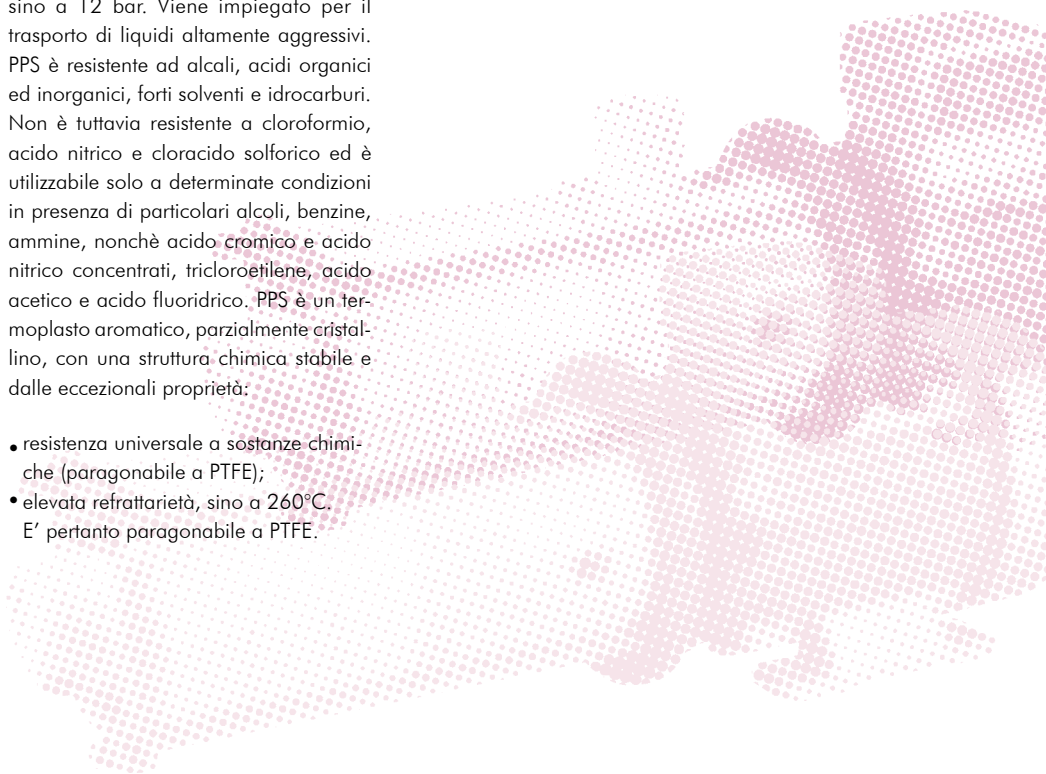 sino a 12 bar. Viene impiegato per il
trasporto di liquidi altamente aggressivi.
PPS è resistente ad alcali, acidi organici
ed inorganici, forti solventi e idrocarburi.
Non è tuttavia resistente a cloroformio,
acido nitrico e cloracido solforico ed è
utilizzabile solo a determinate condizioni
in presenza di particolari alcoli, benzine,
ammine, nonchè acido cromico e acido
nitrico concentrati, tricloroetilene, acido
acetico e acido fluoridrico. PPS è un ter-
moplasto aromatico, parzialmente cristal-
lino, con una struttura chimica stabile e
dalle eccezionali proprietà:
• resistenza universale a sostanze chimi-
che (paragonabile a PTFE);
• elevata refrattarietà, sino a 260°C.
E’ pertanto paragonabile a PTFE.